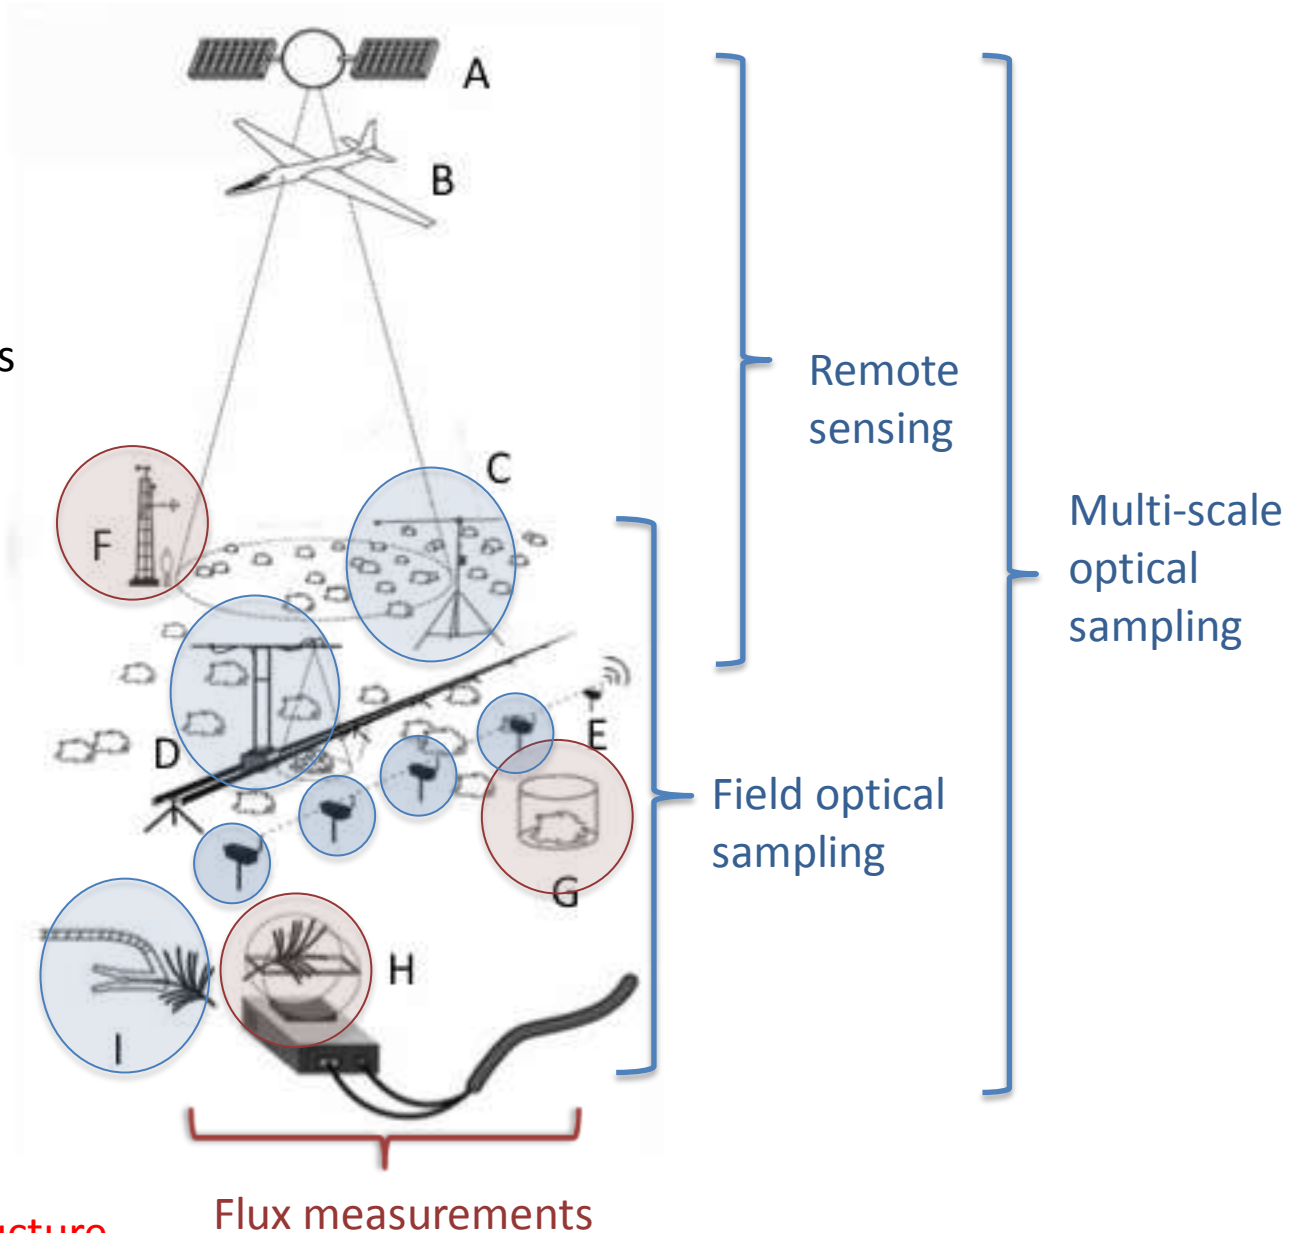 A
B
s
Remote
sensing
C
F
Multi-scale
optical
sampling
E
D
Field optical
sampling
G
H
I
Flux measurements